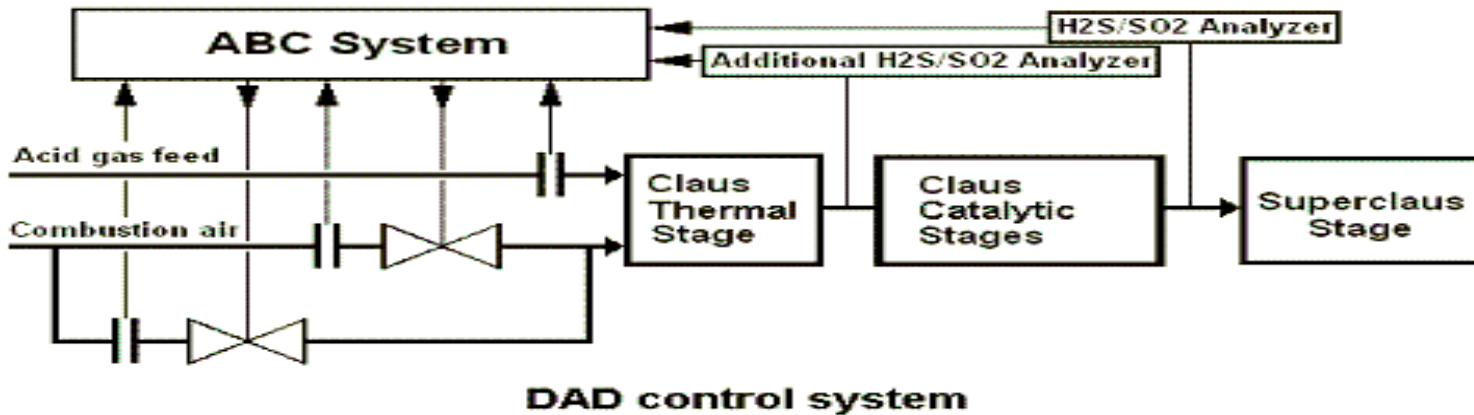 ABC System
H2S/SO2 Analyzer
Additional H2S/SO2 Analyzer
Acid gas feed
Combustion air
Claus
Thermal
Stage
Claus
Catalytic
Stages
Superclaus
Stage
DAD control system